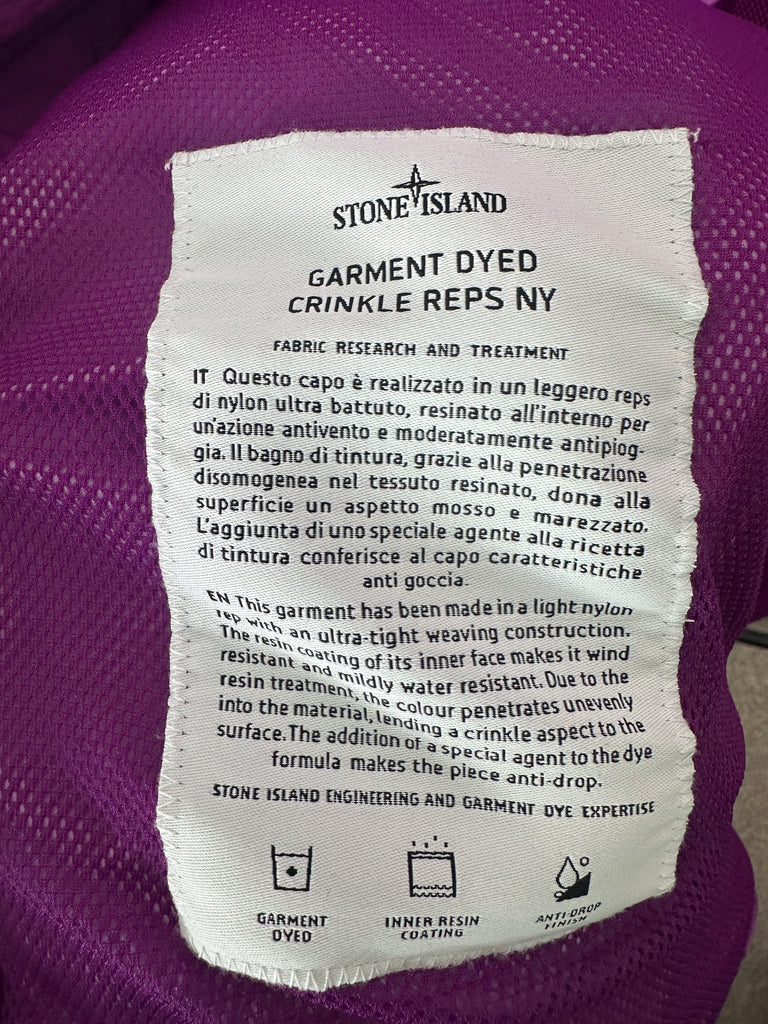 STONE ISLAND
GARMENT DYED
CRINKLE REPS NY
FABRIC RESEARCH AND TREATMENT
IT Questo capo è realizzato in un leggero reps
di nylon ultra battuto, resinato all'interno per
un'azione antivento e moderatamente antipiog-
gia. Il bagno di tintura, grazie alla penetrazione
disomogenea nel tessuto resinato, dona alla
superficie un aspetto mosso e marezzato.
L'aggiunta di uno speciale agente alla ricetta
di tintura conferisce al capo caratteristiche
anti goccia.
EN This garment has been made in a light nylon
rep with an ultra-tight weaving construction.
The resin coating of its inner face makes it wind
resistant and mildly water resistant. Due to the
resin treatment, the colour penetrates unevenly
into the material, lending a crinkle aspect to the
surface. The addition of a special agent to the dye
formula makes the piece anti-drop.
STONE ISLAND ENGINEERING AND GARMENT DYE EXPERTISE
GARMENT INNER RESIN ANTI-DROP
DYED COATING FINISH